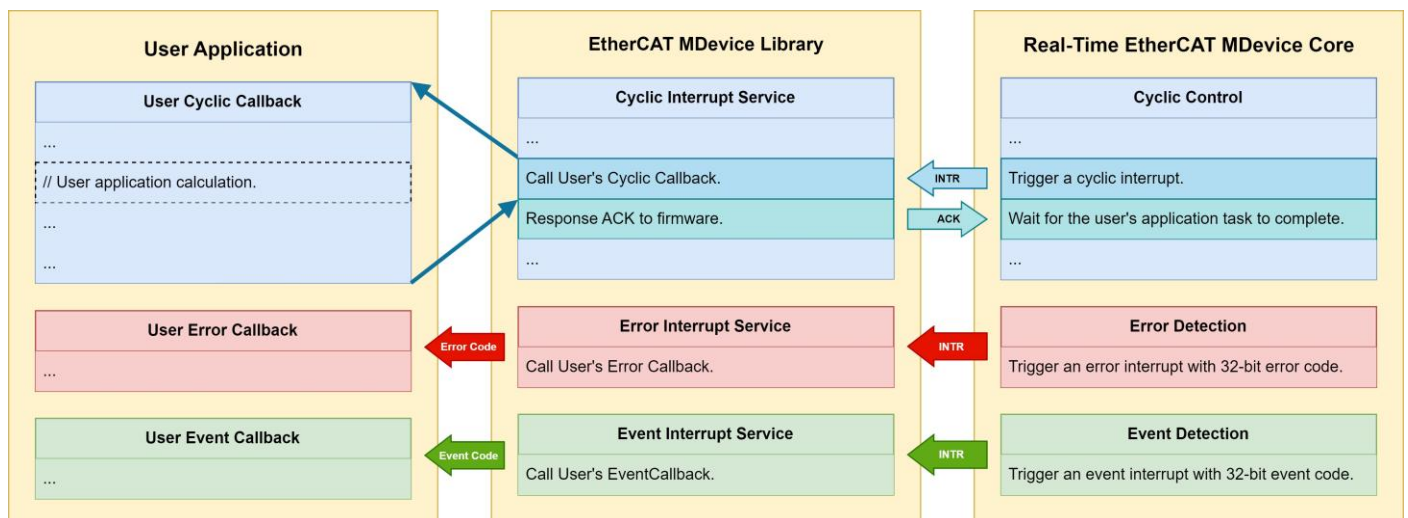 User Application
User Cyclic Callback
...
// User application calculation.
...
...
User Error Callback
...
User Event Callback
...
EtherCAT MDevice Library
Cyclic Interrupt Service
...
Call User's Cyclic Callback.
Response ACK to firmware.
...
Error Interrupt Service
Call User's Error Callback.
Event Interrupt Service
Call User's EventCallback.
Real-Time EtherCAT MDevice Core
Cyclic Control
...
Trigger a cyclic interrupt.
Wait for the user's application task to complete.
...
Error Detection
Trigger an error interrupt with 32-bit error code.
Event Detection
Trigger an event interrupt with 32-bit event code.
INTR
ACK
Error Code
INTR
Event Code
INTR